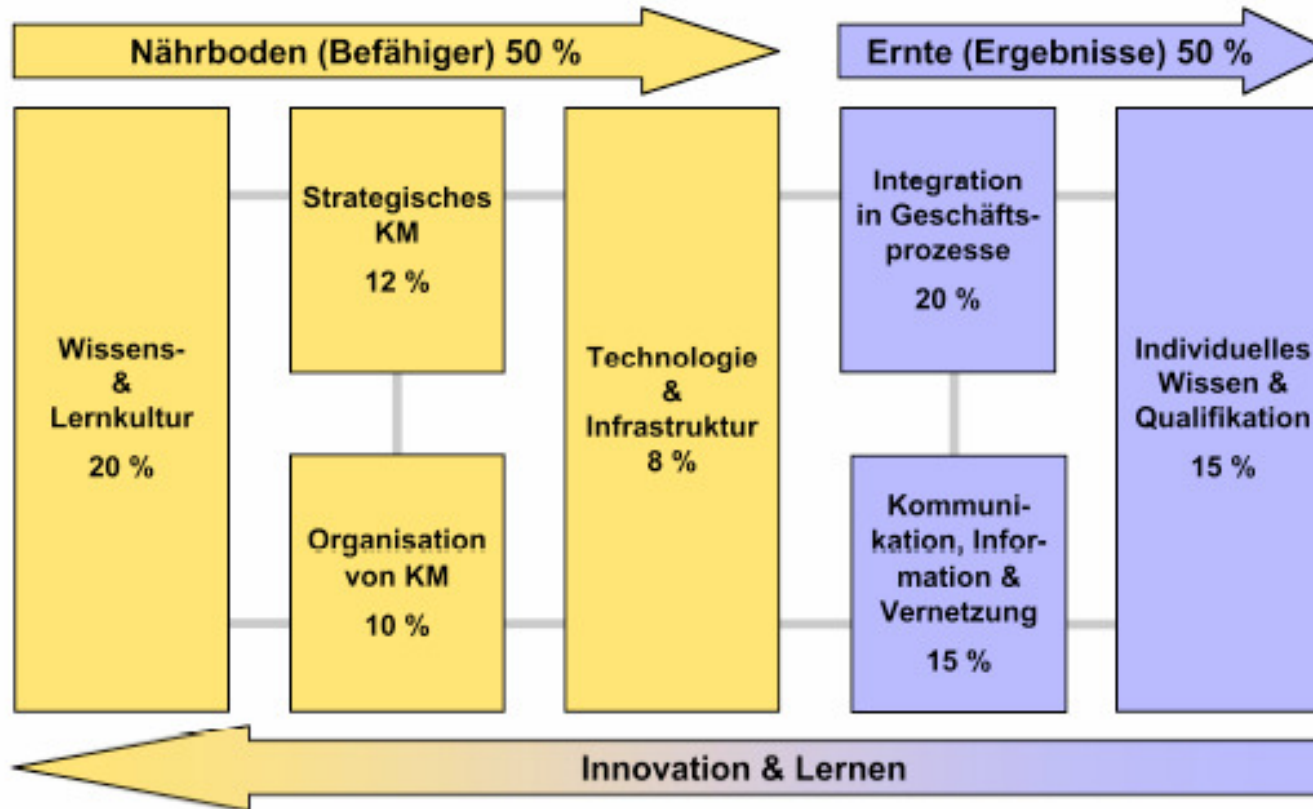 Nährboden (Befähiger) 50 %
Ernte (Ergebnisse) 50 %
Wissens-
&
Lernkultur
20 %
Strategisches
KM
12 %
Organisation
von KM
10 %
Technologie
&
Infrastruktur
8 %
Integration
in Geschäfts-
prozesse
20 %
Kommuni-
kation, Infor-
mation &
Vernetzung
15 %
Individuelles
Wissen &
Qualifikation
15 %
Innovation & Lernen